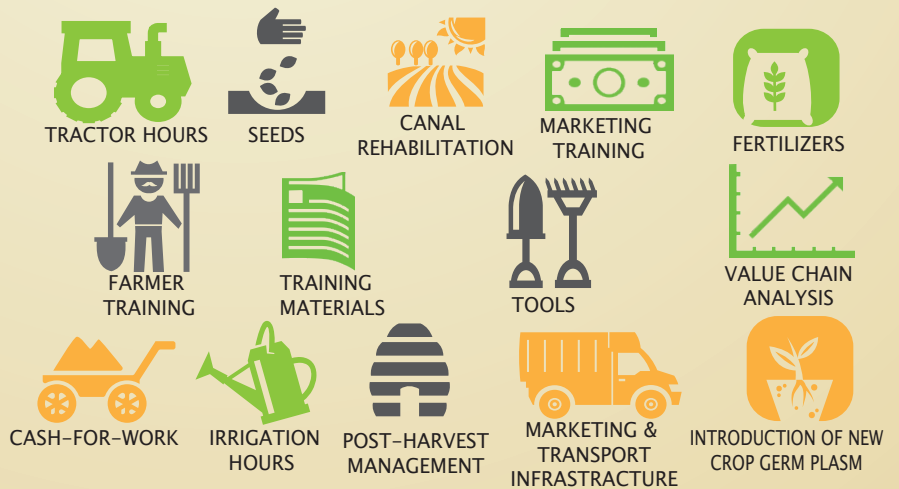 TRACTOR HOURS
SEEDS
CANAL
REHABILITATION
MARKETING
TRAINING
FERTILIZERS
FARMER
TRAINING
TRAINING
MATERIALS
TOOLS
VALUE CHAIN
ANALYSIS
CASH-FOR-WORK
IRRIGATION
HOURS
POST-HARVEST
MANAGEMENT
MARKETING &
TRANSPORT
INFRASTRACTURE
INTRODUCTION OF NEW
CROP GERM PLASM